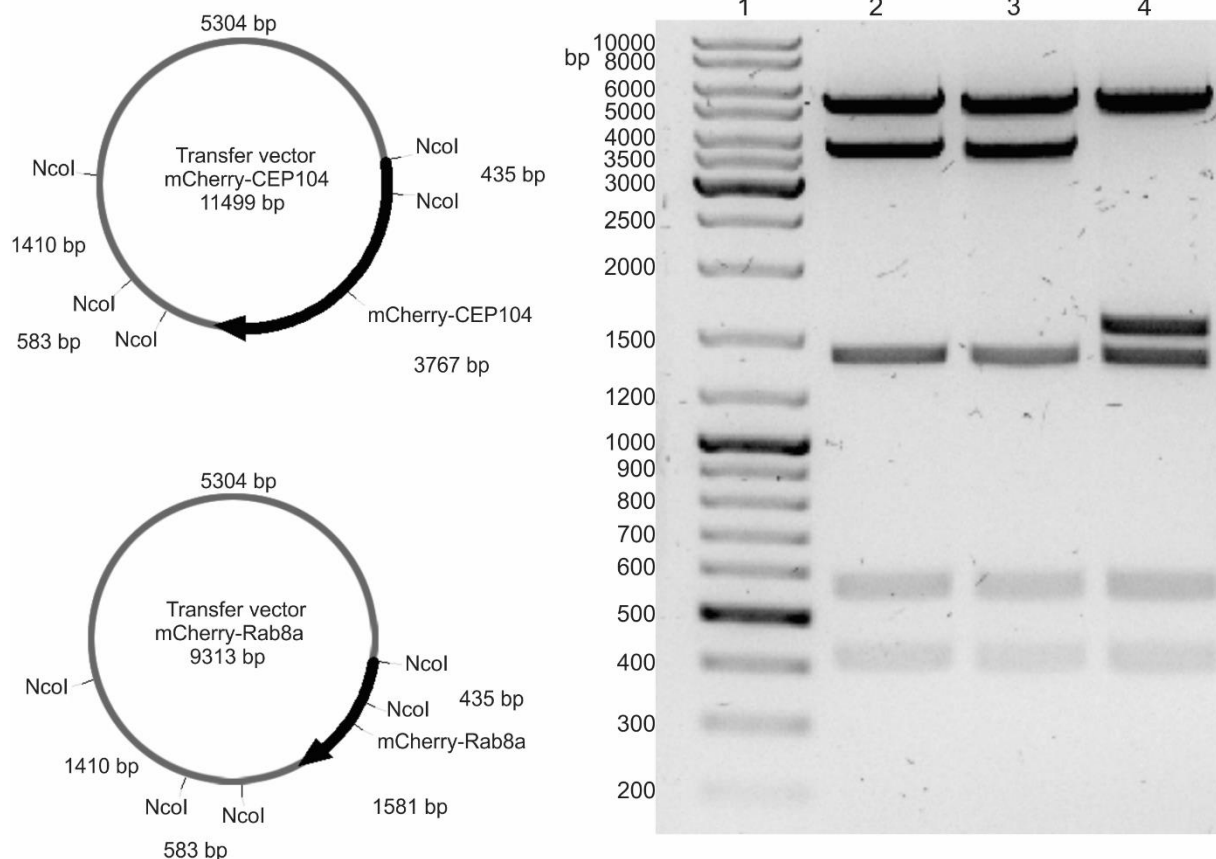 5304 bp
NcoI
NcoI
Transfer vector
mCherry-CEP104
11499 bp
435 bp
NcoI
1410 bp
NcoI
mCherry-CEP104
583 bp
NcoI
3767 bp
5304 bp
Transfer vector
mCherry-Rab8a
9313 bp
NcoI
NcoI
435 bp
NcoI
mCherry-Rab8a
1410 bp
NcoI
NcoI
1581 bp
583 bp
1 2 3 4
bp
10000
8000
6000
5000
4000
3500
3000
2500
2000
1500
1200
1000
900
800
700
600
500
400
300
200